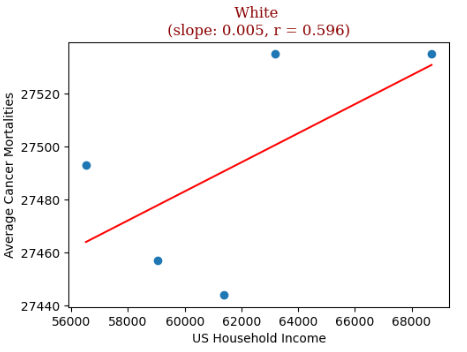 White
(slope: 0.005, r = 0.596)
Average Cancer Mortalities
27520
27500
27480
27460
27440
56000 58000 60000 62000 64000 66000 68000
US Household Income